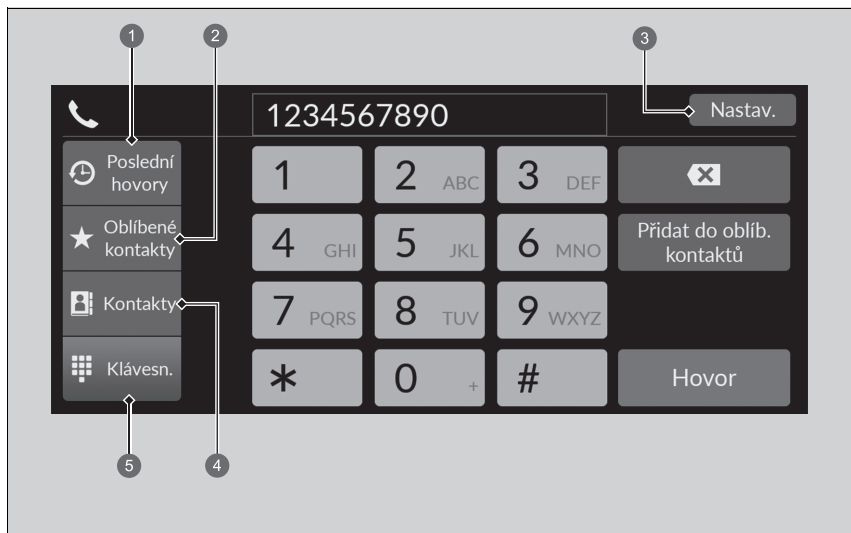 1 2 3
1234567890 Nastav.
Poslední
hovory
Oblíbené
kontakty
Kontakty
Klávesn.
1 2 ABC 3 DEF
4 GHI 5 JKL 6 MNO
7 PQRS 8 TUV 9 WXYZ
* 0 + #
Přidat do oblíb.
kontaktů
Hovor
5 4